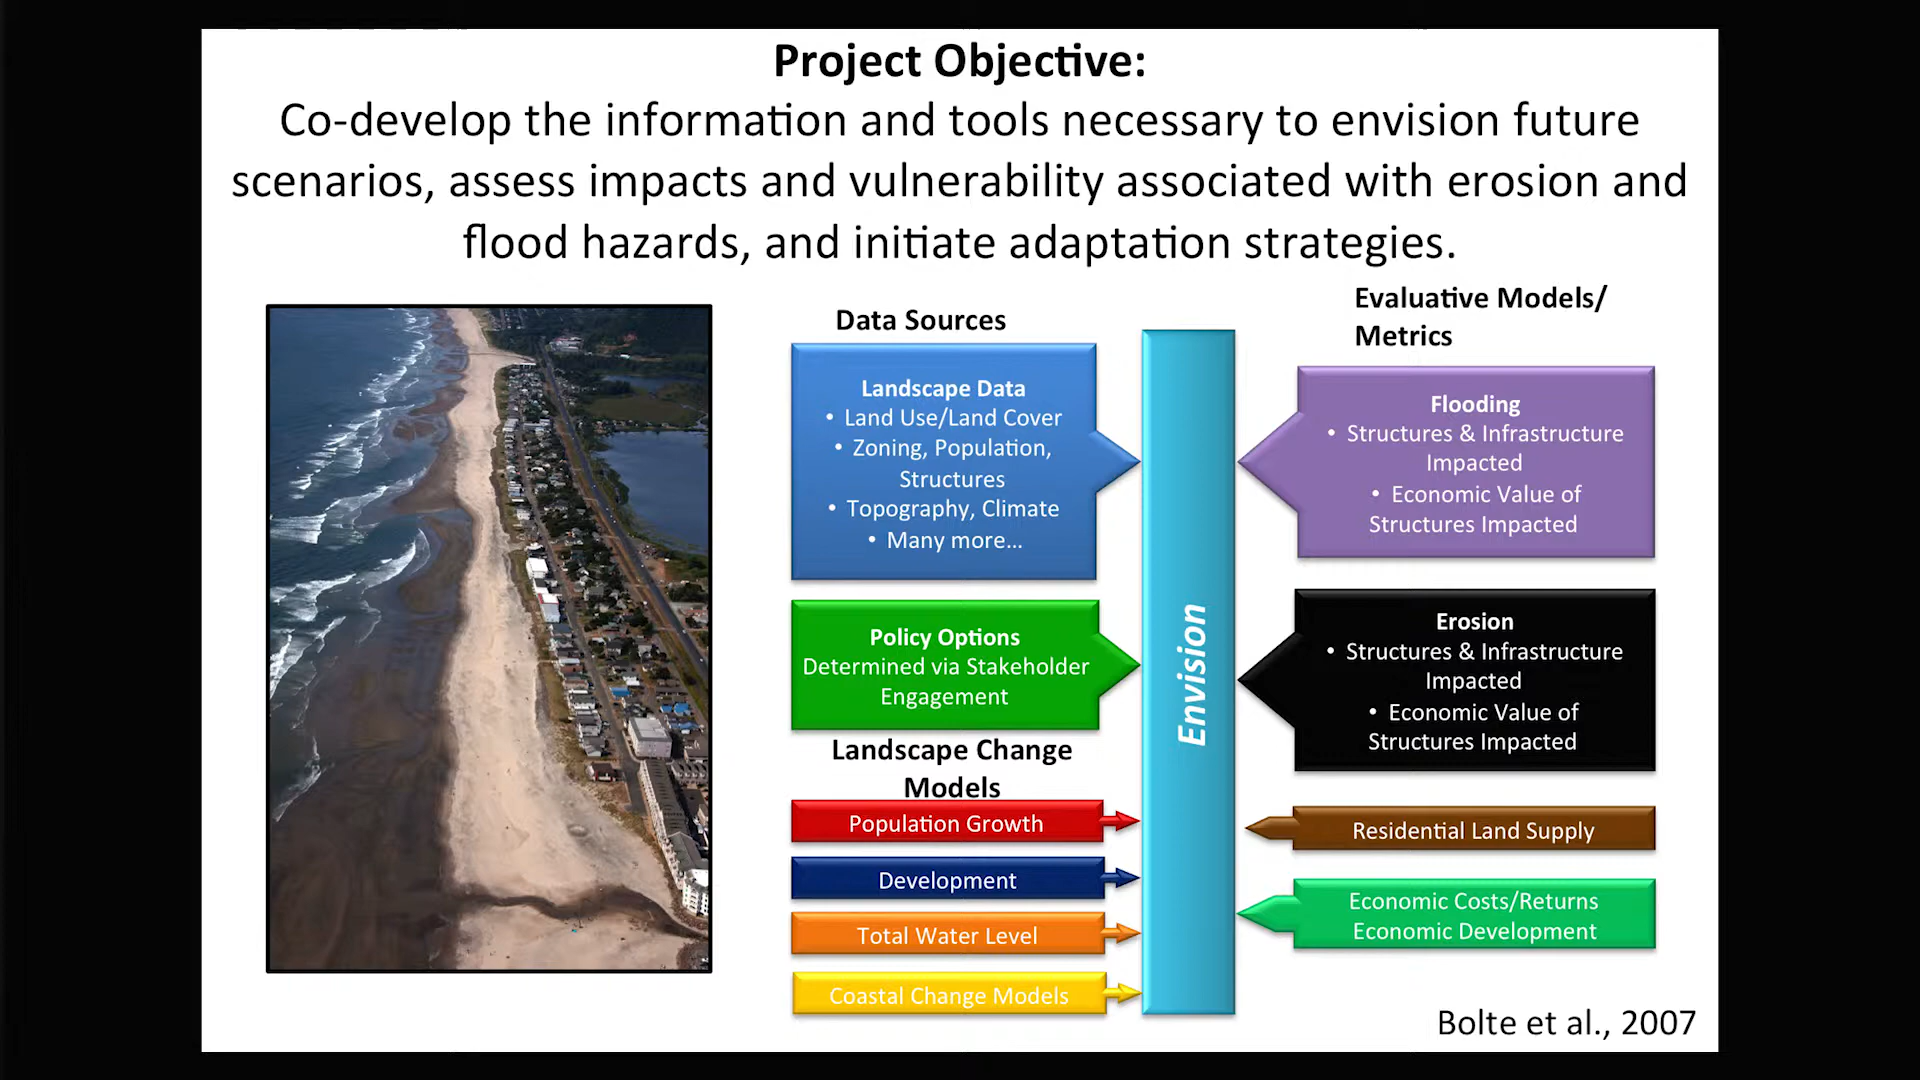 Project Objective:
Co-develop the information and tools necessary to envision future
scenarios, assess impacts and vulnerability associated with erosion and
flood hazards, and initiate adaptation strategies.
Data Sources
Landscape Data
• Land Use/Land Cover
• Zoning, Population,
Structures
• Topography, Climate
• Many more...
Policy Options
Determined via Stakeholder
Engagement
Landscape Change
Models
Population Growth
Development
Total Water Level
Coastal Change Models
Envision
Evaluative Models/
Metrics
Flooding
• Structures & Infrastructure
Impacted
• Economic Value of
Structures Impacted
Erosion
• Structures & Infrastructure
Impacted
• Economic Value of
Structures Impacted
Residential Land Supply
Economic Costs/Returns
Economic Development
Bolte et al., 2007